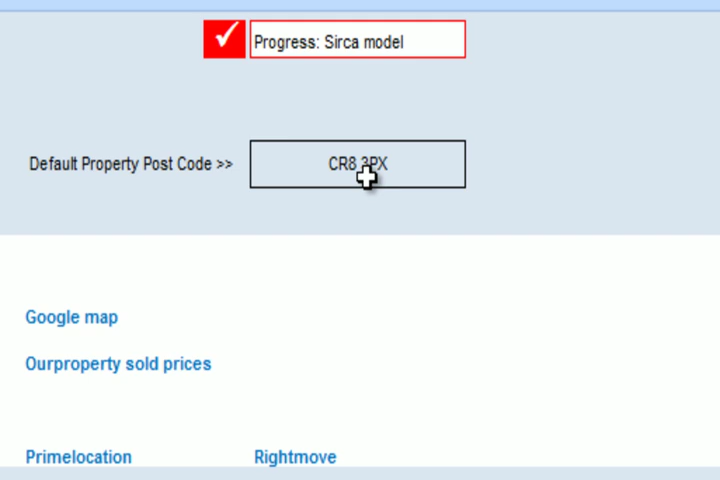 Progress: Sirca model
Default Property Post Code >> CR8 3PX
Google map
Ourproperty sold prices
Primelocation Rightmove